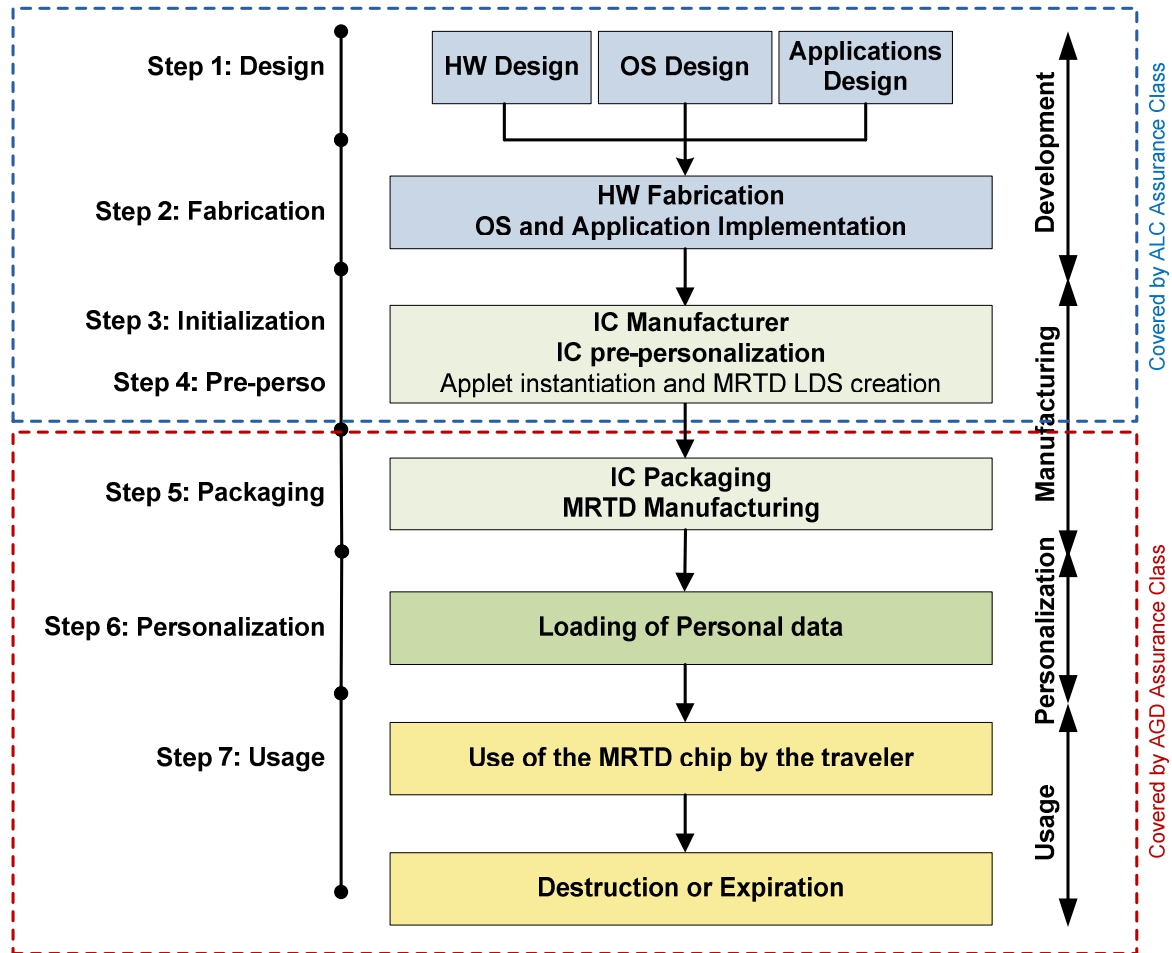 Step 1: Design
HW Design
OS Design
Applications
Design
Step 2: Fabrication
HW Fabrication
OS and Application Implementation
Development
Covered by ALC Assurance Class
Step 3: Initialization
Step 4: Pre-perso
IC Manufacturer
IC pre-personalization
Applet instantiation and MRTD LDS creation
Manufacturing
Step 5: Packaging
IC Packaging
MRTD Manufacturing
Step 6: Personalization
Loading of Personal data
Personalization
Covered by AGD Assurance Class
Step 7: Usage
Use of the MRTD chip by the traveler
Usage
Destruction or Expiration